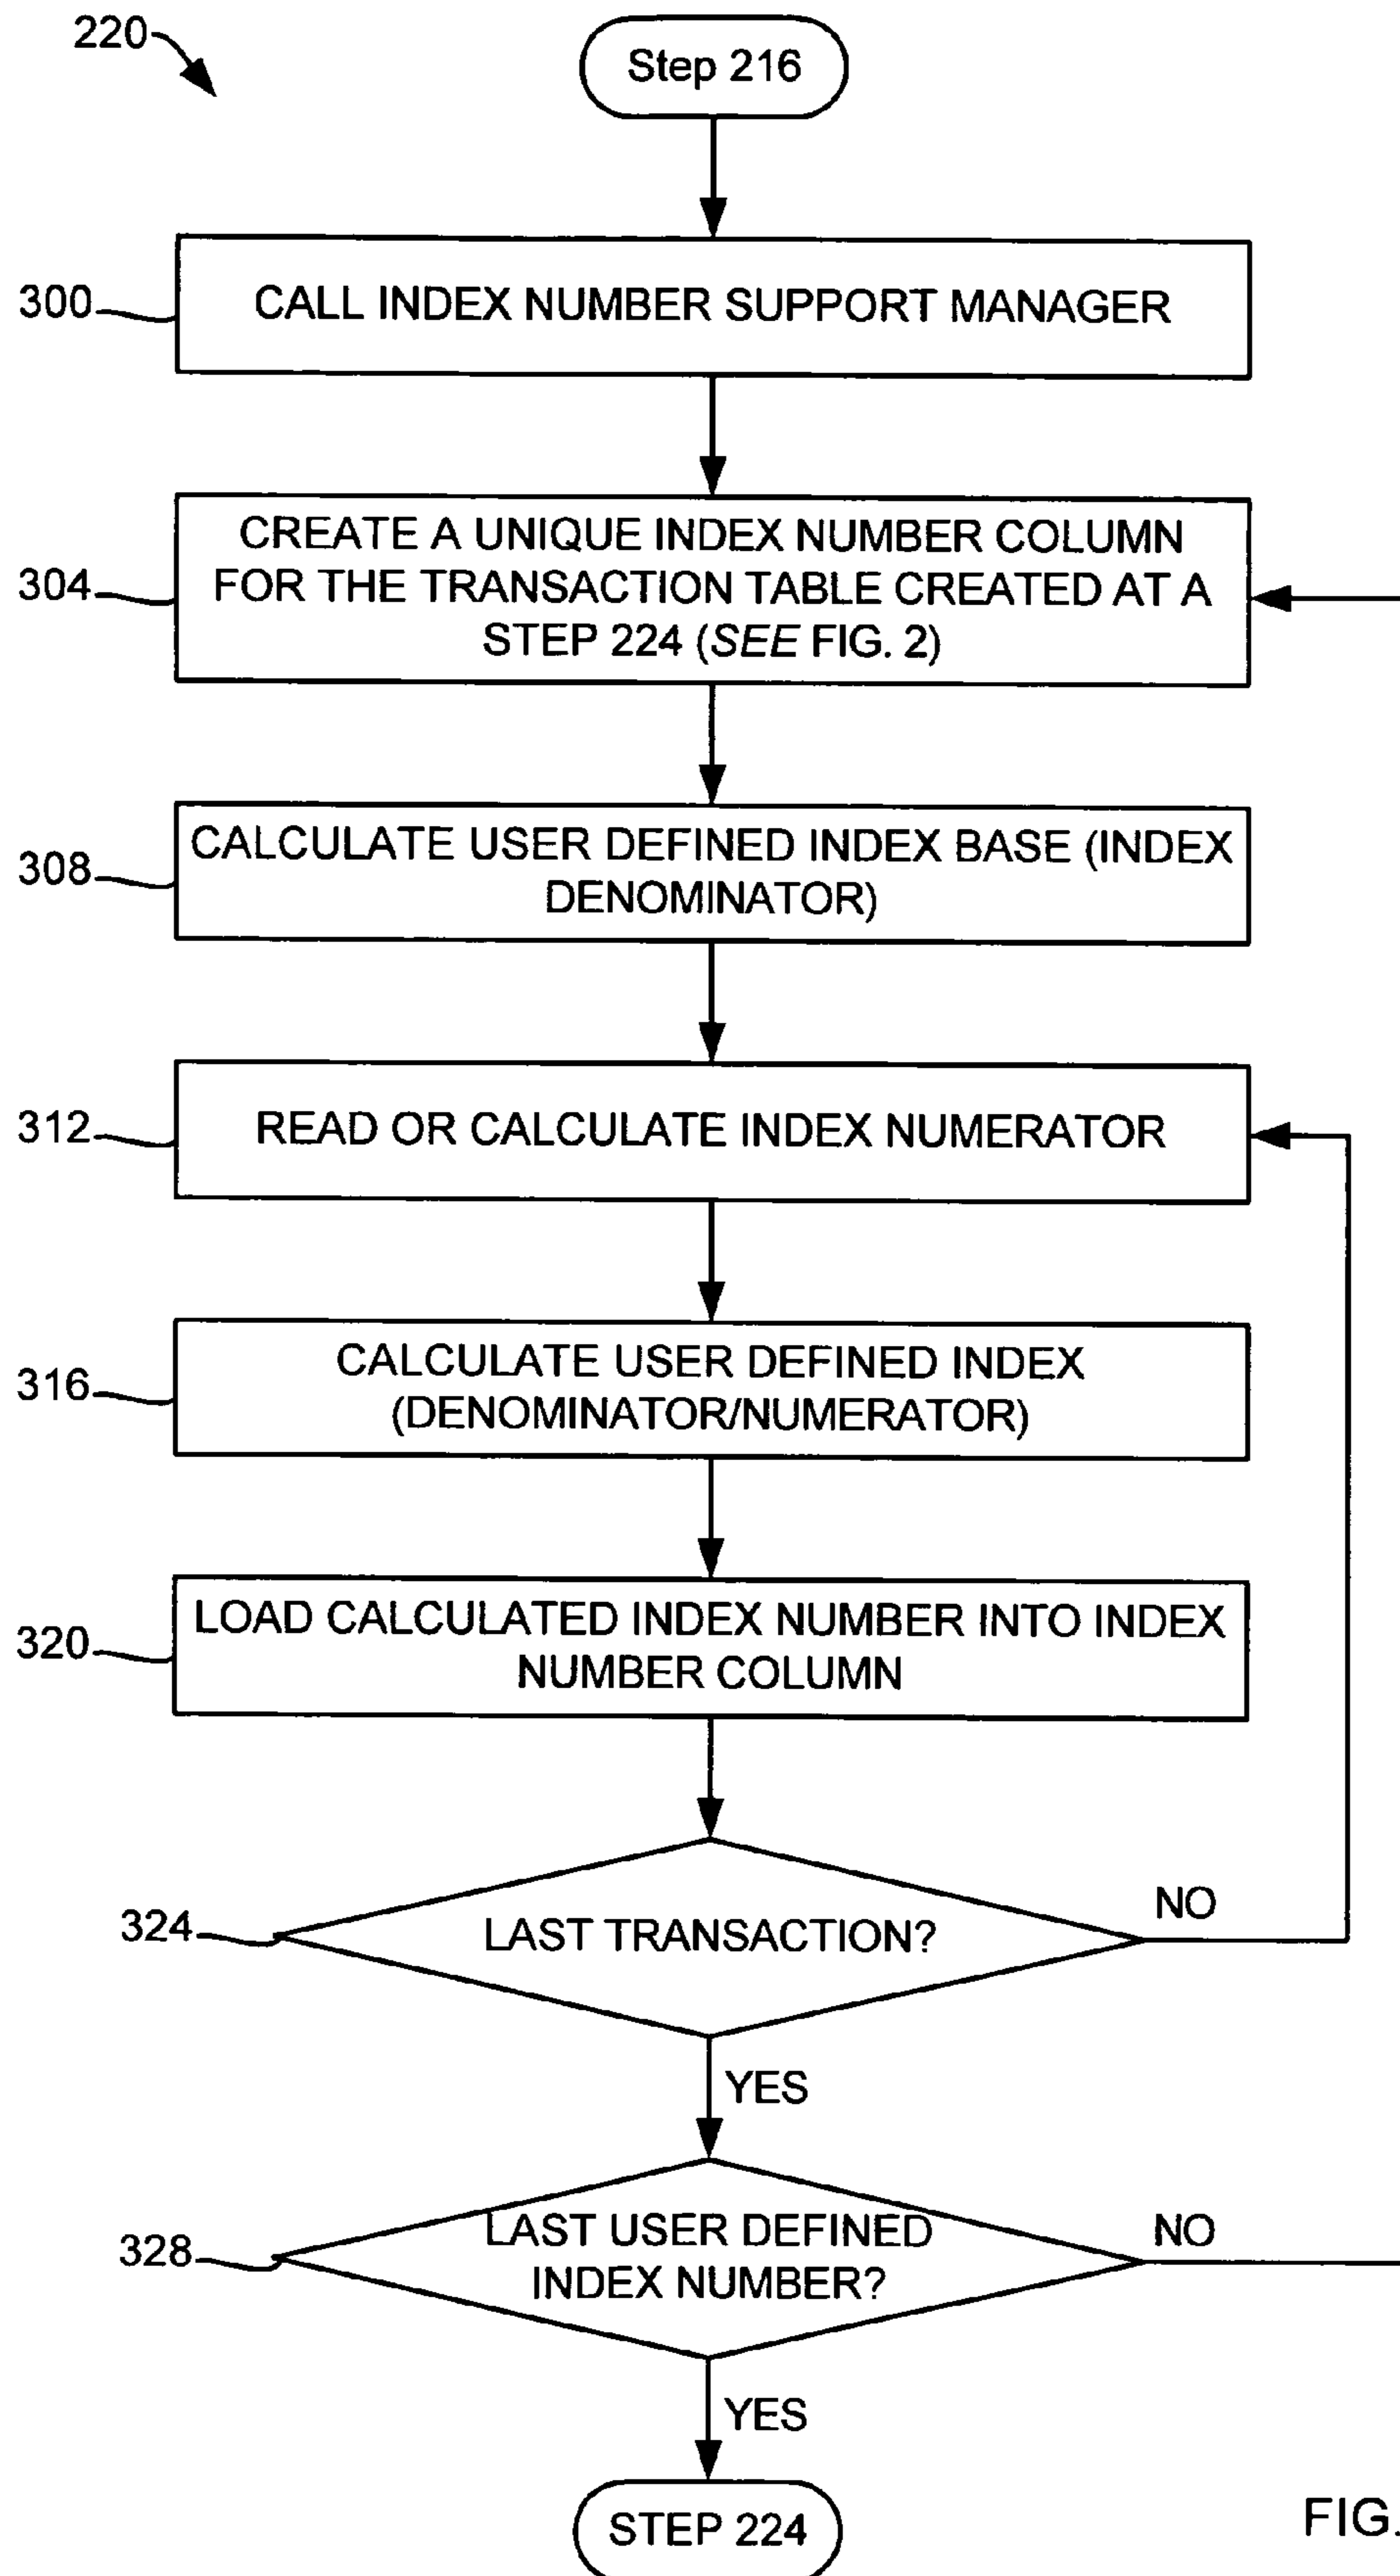 220
Step 216
300
CALL INDEX NUMBER SUPPORT MANAGER
304
CREATE A UNIQUE INDEX NUMBER COLUMN
FOR THE TRANSACTION TABLE CREATED AT A
STEP 224 (SEE FIG. 2)
308
CALCULATE USER DEFINED INDEX BASE (INDEX
DENOMINATOR)
312
READ OR CALCULATE INDEX NUMERATOR
316
CALCULATE USER DEFINED INDEX
(DENOMINATOR/NUMERATOR)
320
LOAD CALCULATED INDEX NUMBER INTO INDEX
NUMBER COLUMN
324
LAST TRANSACTION?
NO
YES
328
LAST USER DEFINED
INDEX NUMBER?
NO
YES
STEP 224
FIG.